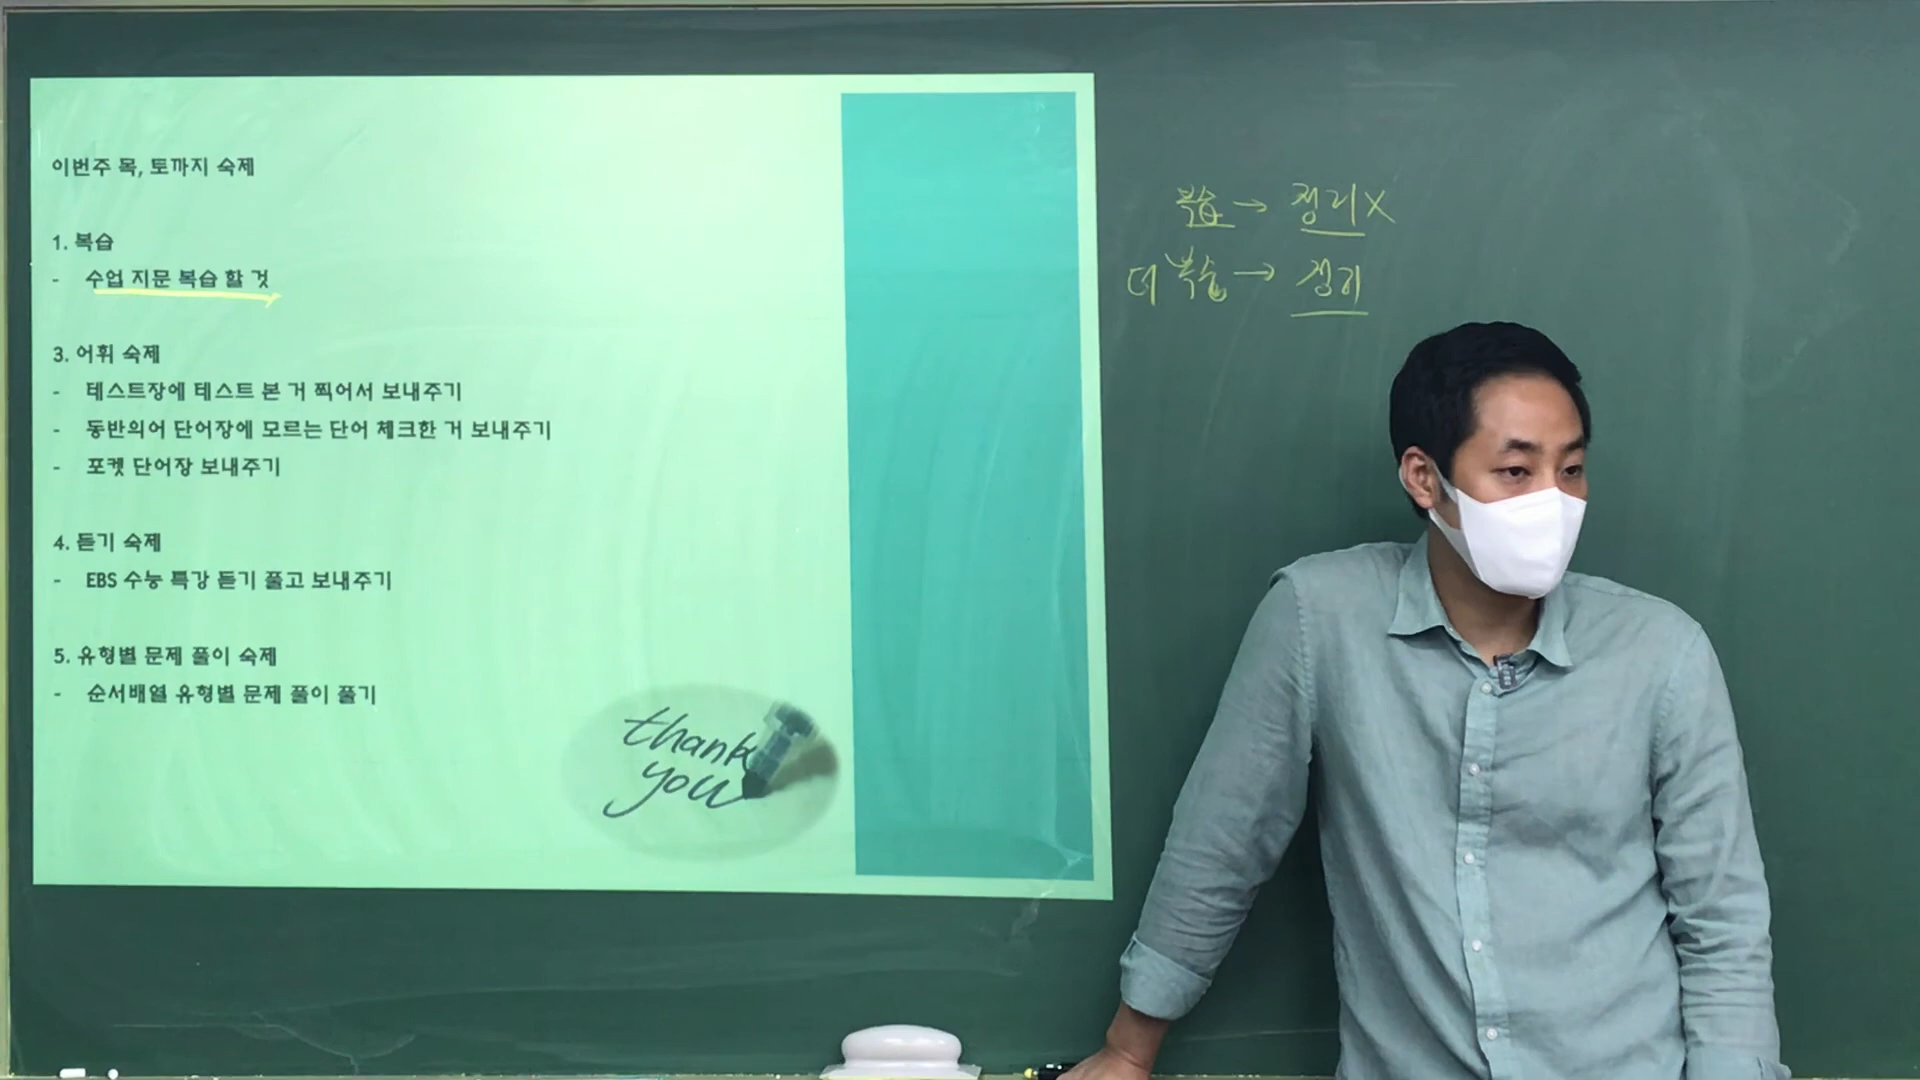 이번주 목, 토까지 숙제
1. 복습
- 수업 지문 복습 할 것
3. 어휘 숙제
- 테스트장에 테스트 본 거 찍어서 보내주기
- 동반의어 단어장에 모르는 단어 체크한 거 보내주기
- 포켓 단어장 보내주기
4. 듣기 숙제
- EBS 수능 특강 듣기 풀고 보내주기
5. 유형별 문제 풀이 숙제
- 순서배열 유형별 문제 풀이 풀기
thank
you
복습 → 정리 X
더 복습 → 정리